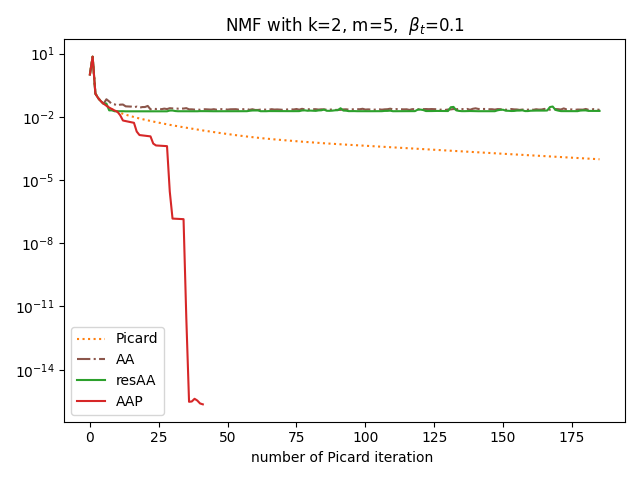 NMF with k=2, m=5, β_t=0.1
10^1
10^-2
10^-5
10^-8
10^-11
10^-14
Picard
AA
resAA
AAP
0 25 50 75 100 125 150 175
number of Picard iteration